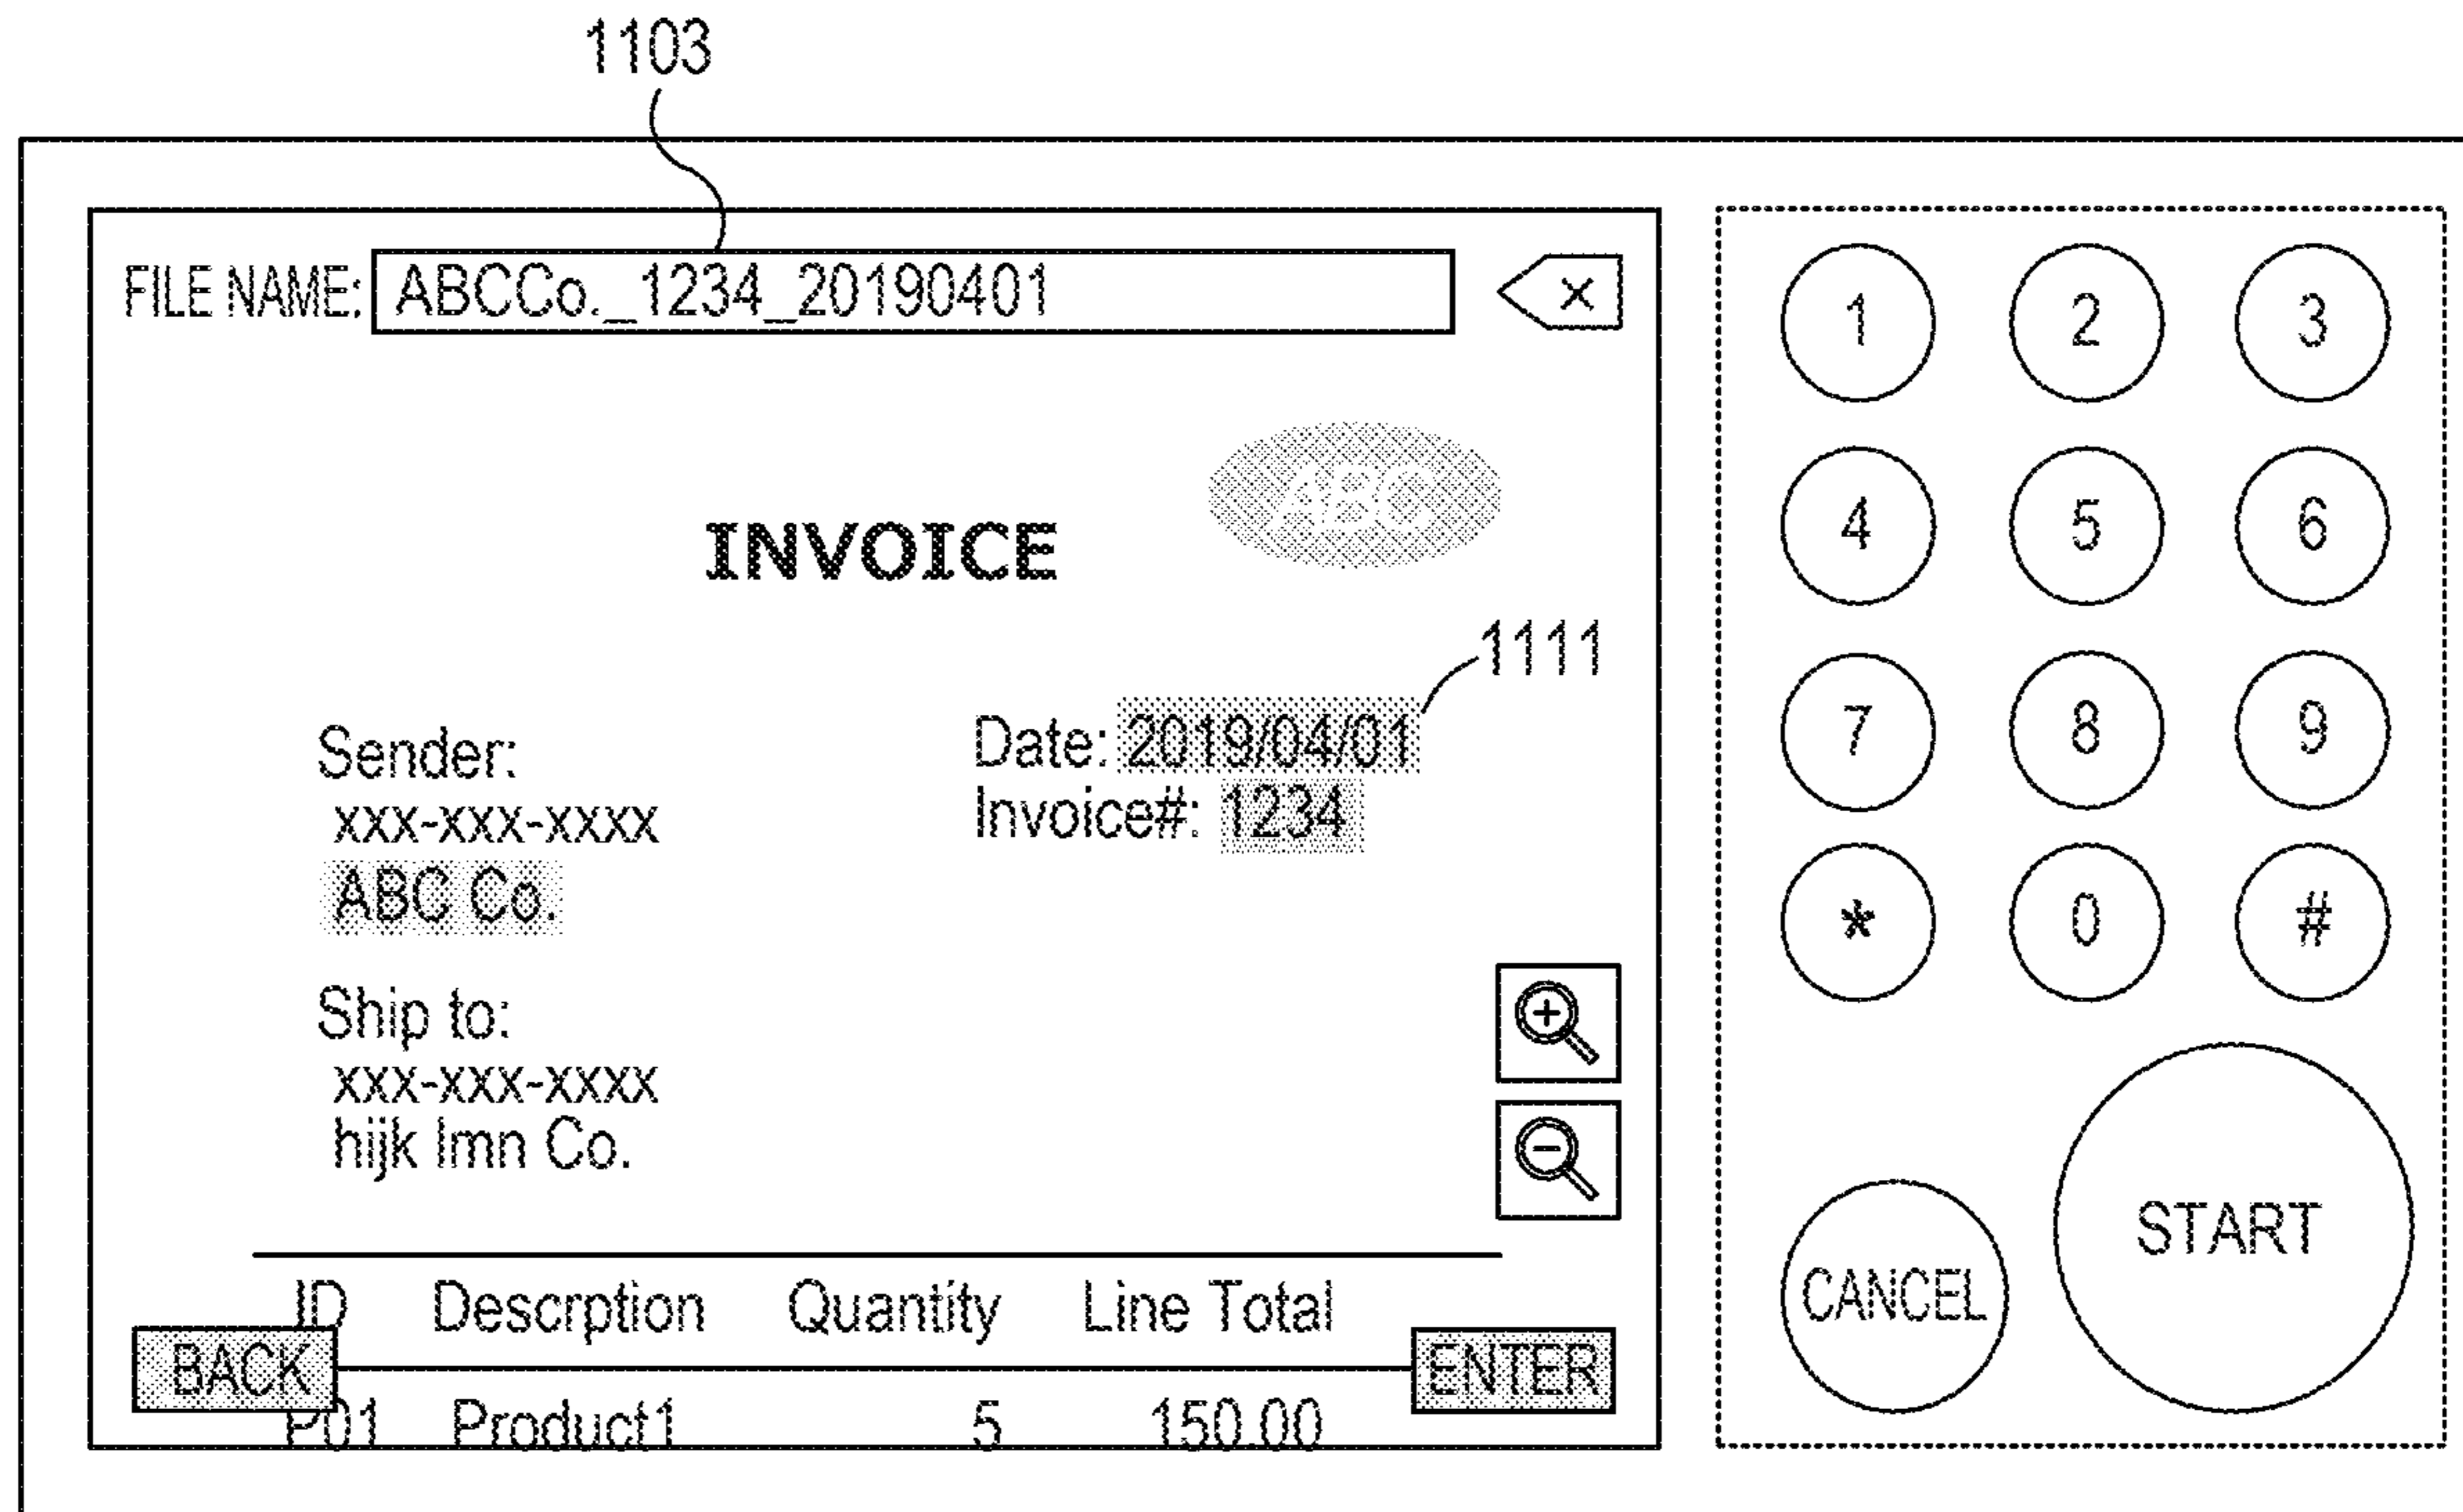 1103
FILE NAME: ABCCo._1234_20190401 ×
ABC
INVOICE
1111
Date: 2019/04/01
Invoice#: 1234
Sender:
xxx-xxx-xxxx
ABC Co.
Ship to:
xxx-xxx-xxxx
hijk lmn Co.
ID Descrption Quantity Line Total
BACK ENTER
P01 Product1 5 150.00
1 2 3
4 5 6
7 8 9
* 0 #
START
CANCEL